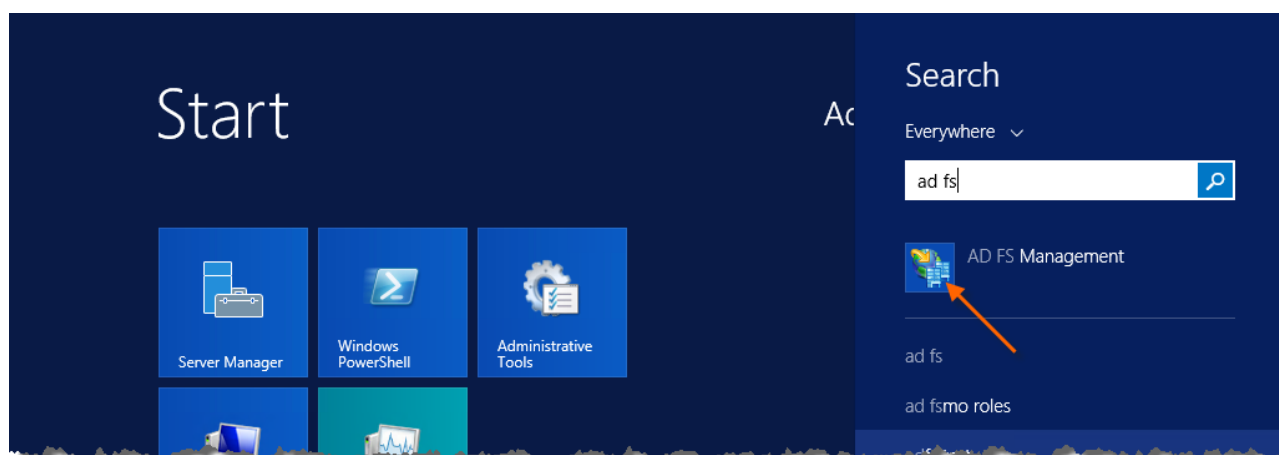 Start
Ac
Search
Everywhere
ad fs
AD FS Management
ad fs
ad fsmo roles
Server Manager
Windows
PowerShell
Administrative
Tools